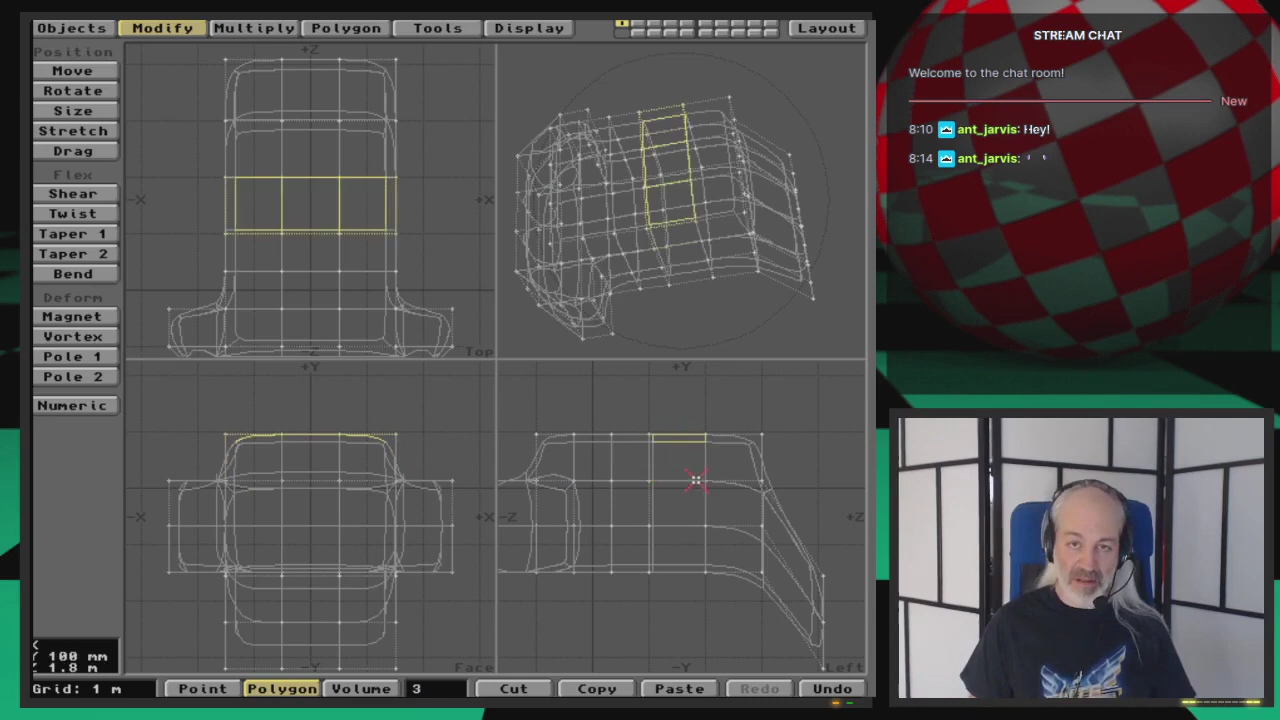 Objects Modify Multiply Polygon Tools Display Layout
Position
Move
Rotate
Size
Stretch
Drag
Flex
Shear
Twist
Taper 1
Taper 2
Bend
Deform
Magnet
Vortex
Pole 1
Pole 2
Numeric
+Z
-X +X
-Z Top
+Y +Y
-X +X -Z +Z
-Y Face -Y Left
X
Y 100 mm
Z 1.8 m
Grid: 1 m Point Polygon Volume 3 Cut Copy Paste Redo Undo
STREAM CHAT
Welcome to the chat room!
New
8:10 ant_jarvis: Hey!
8:14 ant_jarvis: ' '